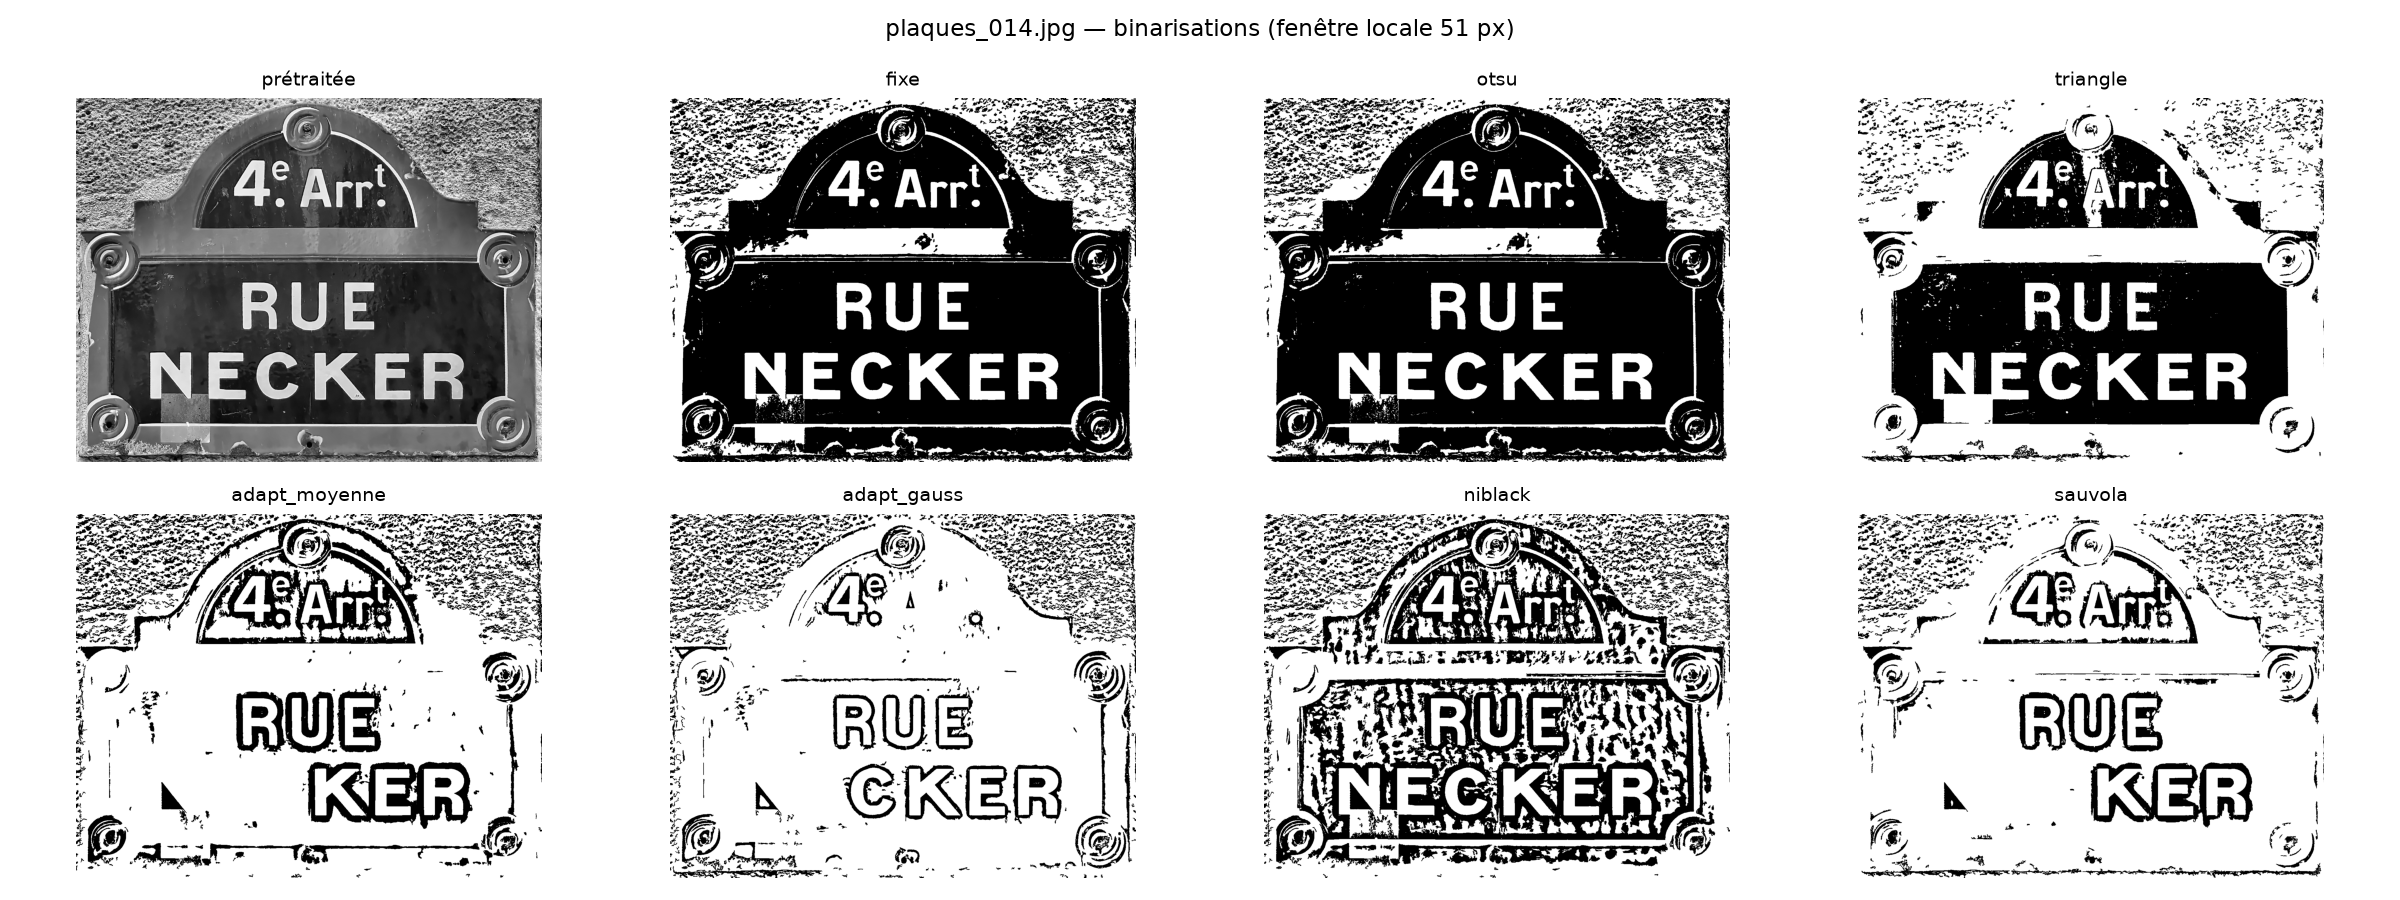 plaques_014.jpg — binarisations (fenêtre locale 51 px)
prétraitée
4e. Arrt.
RUE
NECKER
fixe
4e. Arrt.
RUE
NECKER
otsu
4e. Arrt.
RUE
NECKER
triangle
4e. Arrt.
RUE
NECKER
adapt_moyenne
4e. Arrt.
RUE
KER
adapt_gauss
4e.
RUE
CKER
niblack
4e. Arrt.
RUE
NECKER
sauvola
4e. Arrt.
RUE
KER